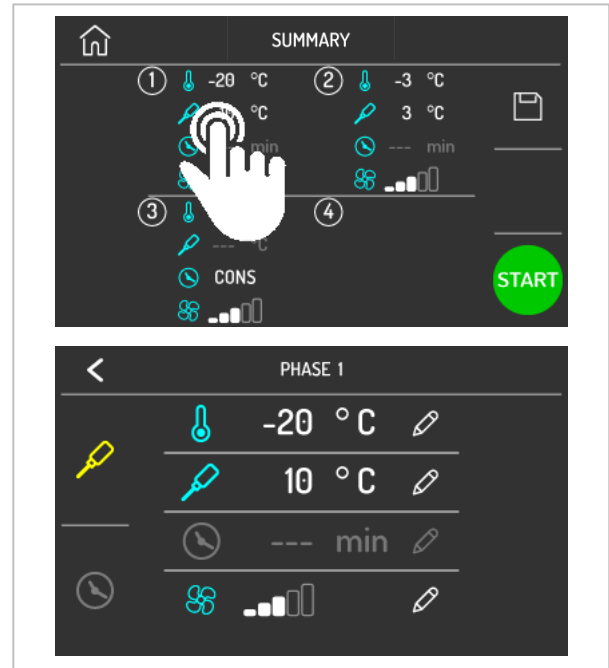 SUMMARY
1 -20 °C 2 -3 °C
°C 3 °C
min --- min
3 4
--- °C
CONS
START
PHASE 1
-20 °C
10 °C
--- min